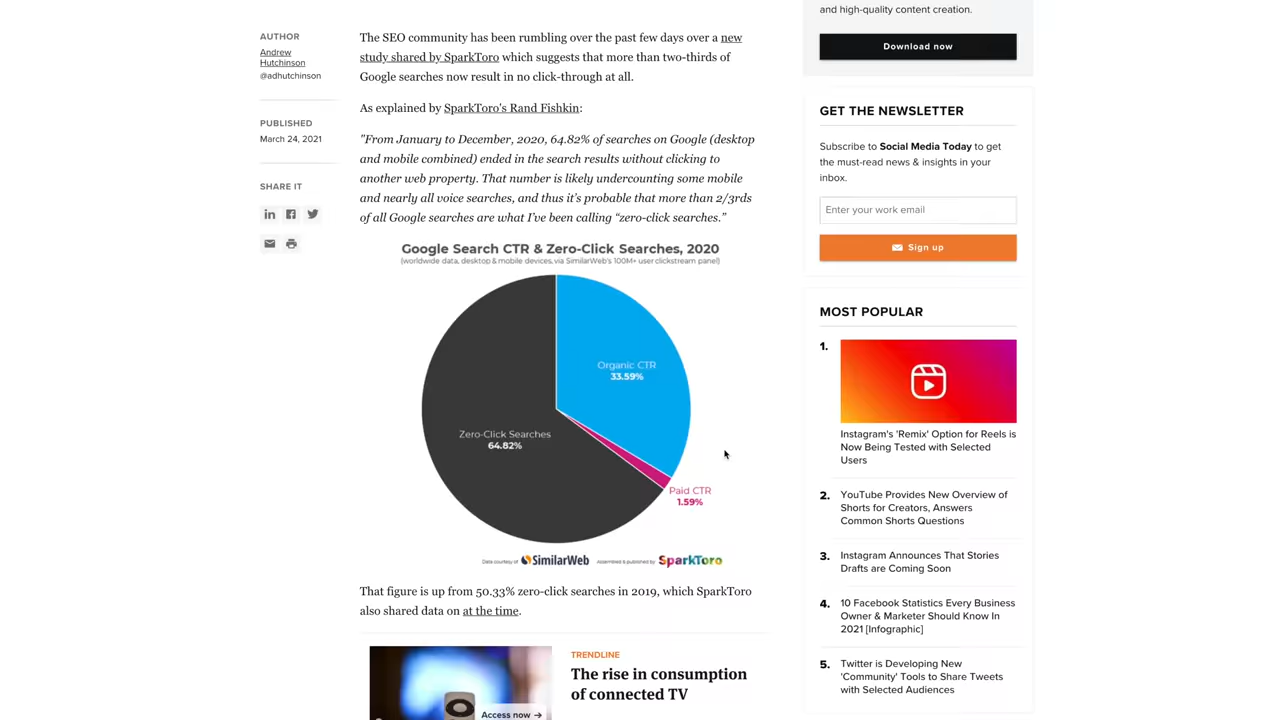 and high-quality content creation.
Download now
AUTHOR
Andrew
Hutchinson
@adhutchinson
PUBLISHED
March 24, 2021
SHARE IT
The SEO community has been rumbling over the past few days over a new
study shared by SparkToro which suggests that more than two-thirds of
Google searches now result in no click-through at all.
As explained by SparkToro's Rand Fishkin:
"From January to December, 2020, 64.82% of searches on Google (desktop
and mobile combined) ended in the search results without clicking to
another web property. That number is likely undercounting some mobile
and nearly all voice searches, and thus it's probable that more than 2/3rds
of all Google searches are what I've been calling “zero-click searches.”
Google Search CTR & Zero-Click Searches, 2020
(worldwide data, desktop & mobile devices, via SimilarWeb's 100M+ user clickstream panel)
Organic CTR
33.59%
Zero-Click Searches
64.82%
Paid CTR
1.59%
Data courtesy of SimilarWeb Assembled & published by SparkToro
That figure is up from 50.33% zero-click searches in 2019, which SparkToro
also shared data on at the time.
TRENDLINE
The rise in consumption
of connected TV
Access now →
GET THE NEWSLETTER
Subscribe to Social Media Today to get
the must-read news & insights in your
inbox.
Enter your work email
Sign up
MOST POPULAR
1.
Instagram's 'Remix' Option for Reels is
Now Being Tested with Selected
Users
2. YouTube Provides New Overview of
Shorts for Creators, Answers
Common Shorts Questions
3. Instagram Announces That Stories
Drafts are Coming Soon
4. 10 Facebook Statistics Every Business
Owner & Marketer Should Know In
2021 [Infographic]
5. Twitter is Developing New
'Community' Tools to Share Tweets
with Selected Audiences